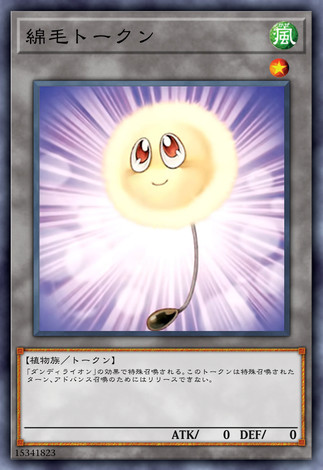 綿毛トークン
風
【植物族／トークン】
「ダンディライオン」の効果で特殊召喚される。このトークンは特殊召喚された
ターン、アドバンス召喚のためにはリリースできない。
ATK/ 0 DEF/ 0
15341823